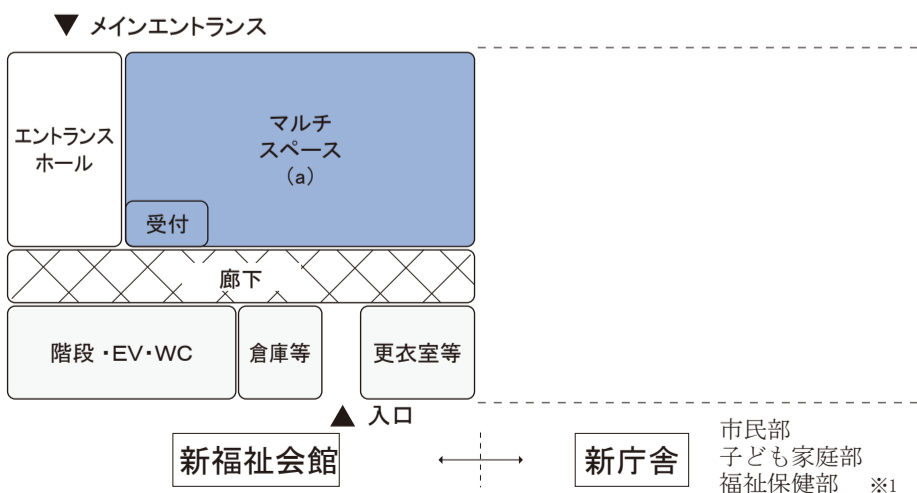 ▼ メインエントランス
エントランス
ホール
マルチ
スペース
（a）
受付
廊下
階段・EV・WC
倉庫等
更衣室等
▲ 入口
新福祉会館
新庁舎
市民部
子ども家庭部
福祉保健部 ※1